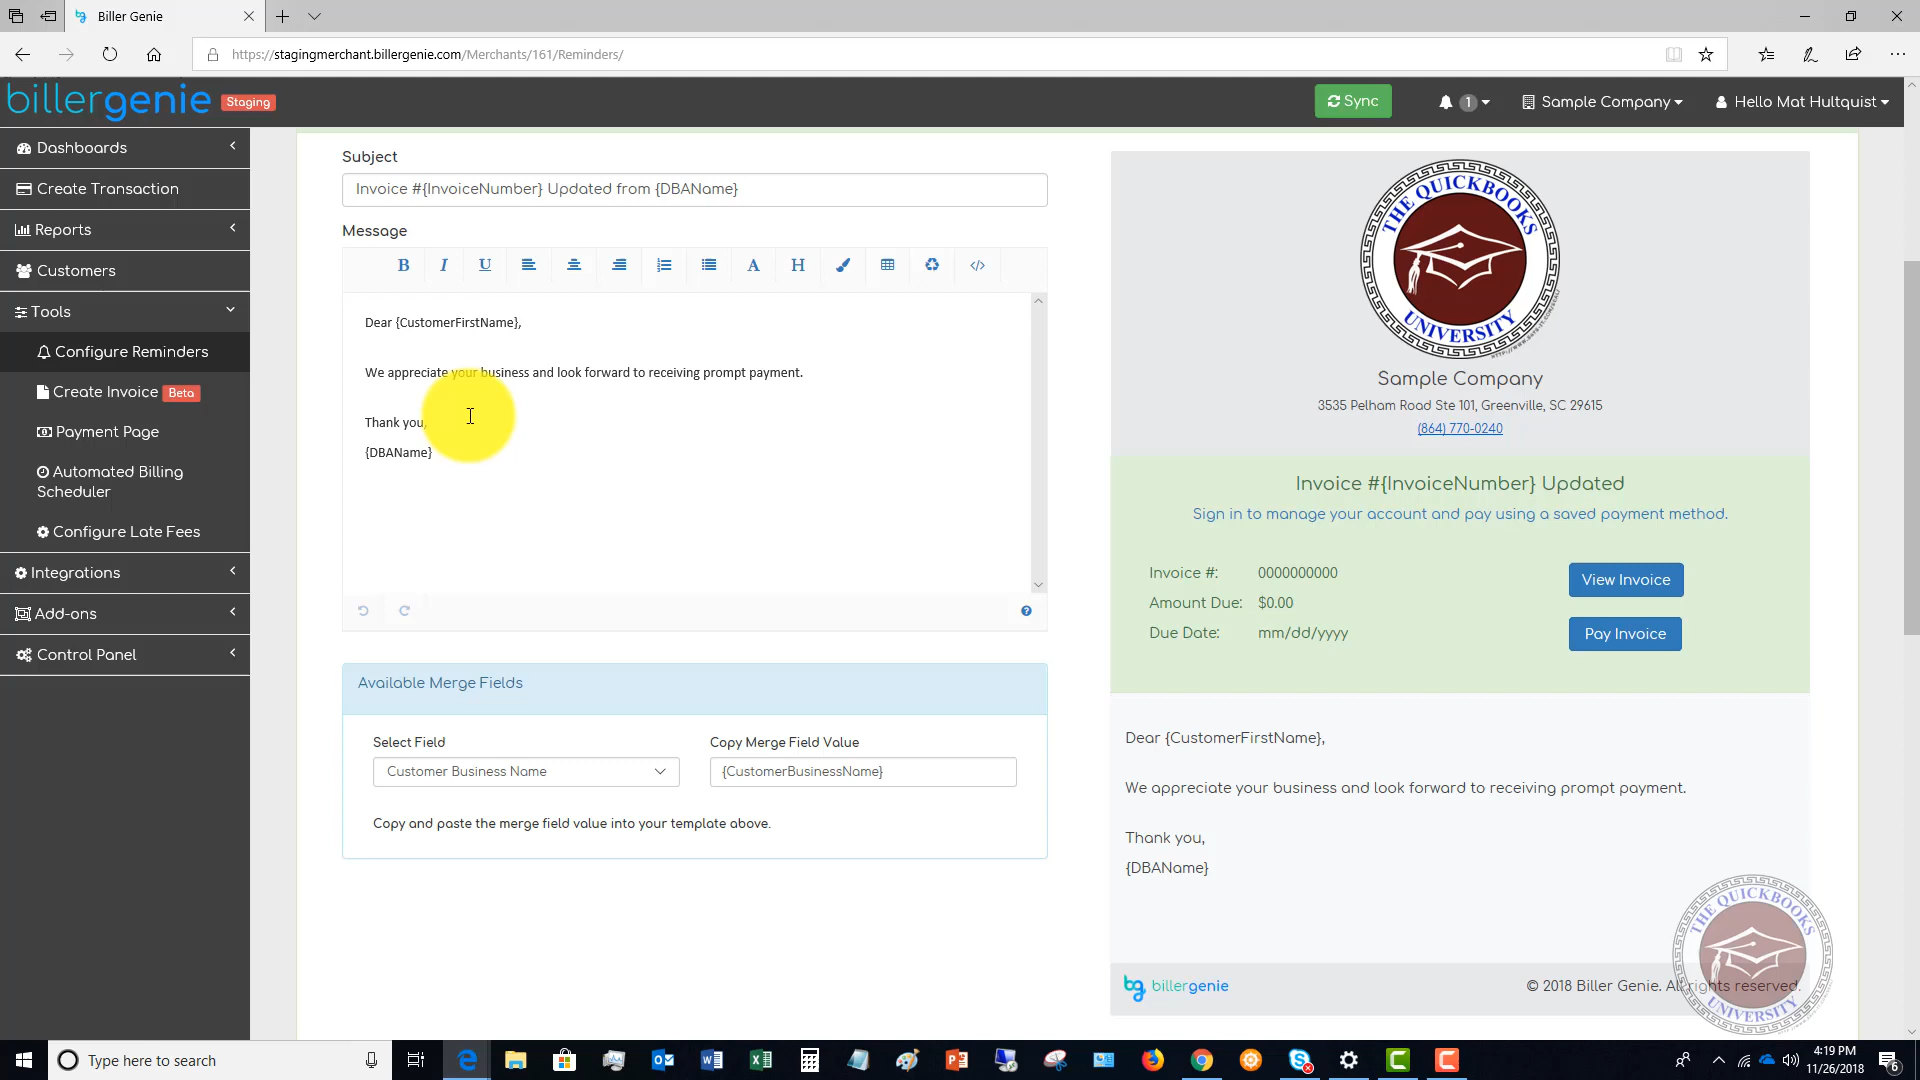 Biller Genie
https://stagingmerchant.billergenie.com/Merchants/161/Reminders/
billergenie Staging
Sync
1
Sample Company
Hello Mat Hultquist
Dashboards
Create Transaction
Reports
Customers
Tools
Configure Reminders
Create Invoice Beta
Payment Page
Automated Billing
Scheduler
Configure Late Fees
Integrations
Add-ons
Control Panel
Subject
Invoice #{InvoiceNumber} Updated from {DBAName}
Message
B I U A H
Dear {CustomerFirstName},
We appreciate your business and look forward to receiving prompt payment.
Thank you,
{DBAName}
Available Merge Fields
Select Field
Copy Merge Field Value
Customer Business Name
{CustomerBusinessName}
Copy and paste the merge field value into your template above.
THE QUICKBOOKS
UNIVERSITY
Sample Company
3535 Pelham Road Ste 101, Greenville, SC 29615
(864) 770-0240
Invoice #{InvoiceNumber} Updated
Sign in to manage your account and pay using a saved payment method.
Invoice #: 0000000000
Amount Due: $0.00
Due Date: mm/dd/yyyy
View Invoice
Pay Invoice
Dear {CustomerFirstName},
We appreciate your business and look forward to receiving prompt payment.
Thank you,
{DBAName}
billergenie
© 2018 Biller Genie. All rights reserved.
THE QUICKBOOKS
UNIVERSITY
Type here to search
4:19 PM
11/26/2018
6